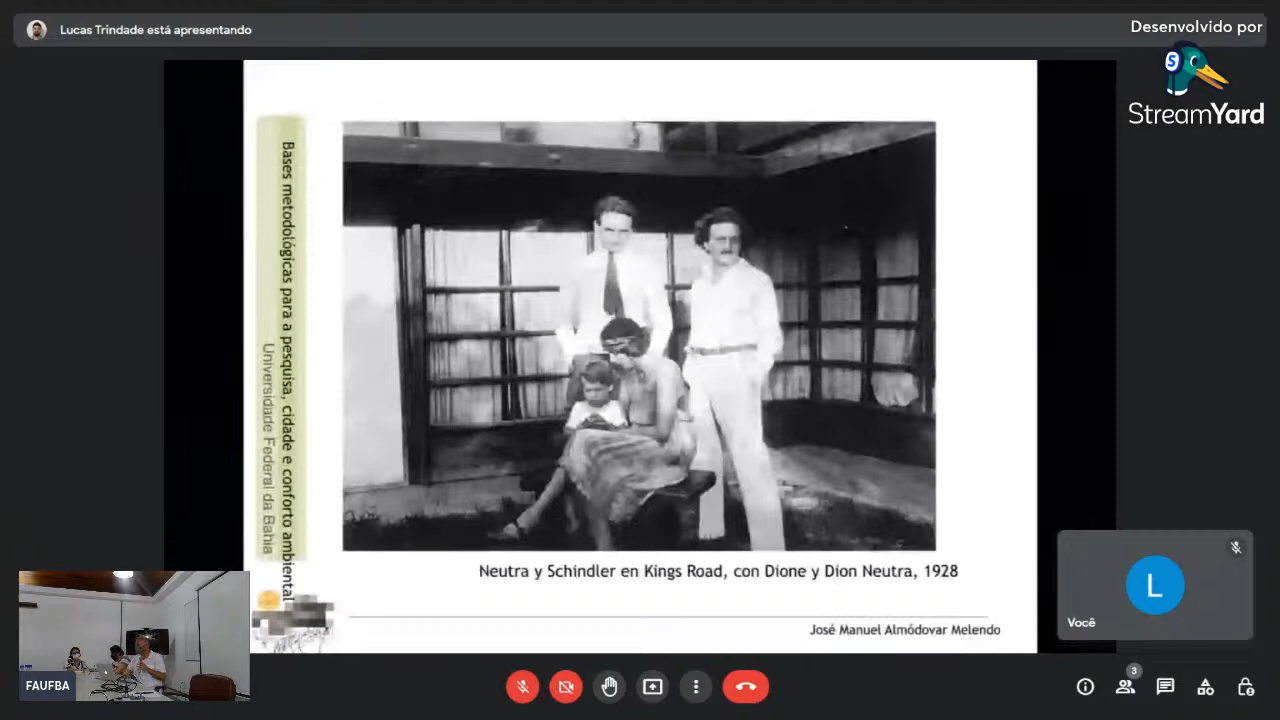 Lucas Trindade está apresentando
Desenvolvido por
S
StreamYard
Bases metodológicas para a pesquisa, cidade e conforto ambiental
Universidade Federal da Bahia
Neutra y Schindler en Kings Road, con Dione y Dion Neutra, 1928
José Manuel Almódovar Melendo
FAUFBA
L
Você
3